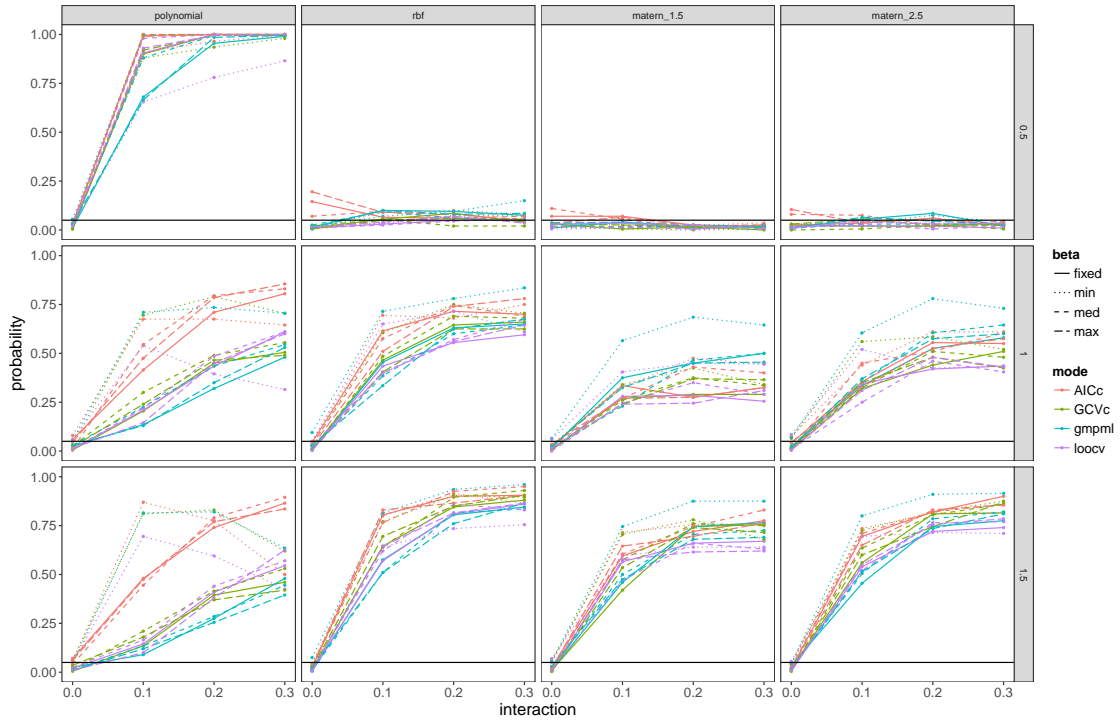 polynomial rbf matern_1.5 matern_2.5
1.00
0.75
0.50
0.25
0.00
0.5
1.00
0.75
0.50
0.25
0.00
1
1.00
0.75
0.50
0.25
0.00
1.5
0.0 0.1 0.2 0.3 0.0 0.1 0.2 0.3 0.0 0.1 0.2 0.3 0.0 0.1 0.2 0.3
interaction
probability
beta
fixed
min
med
max
mode
AICc
GCVc
gmpml
loocv